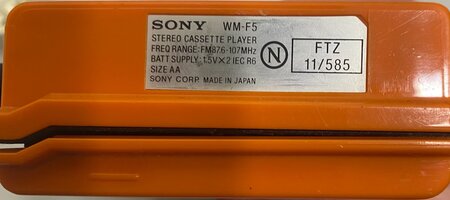 SONY WM-F5
STEREO CASSETTE PLAYER
FREQ RANGE: FM87.6-107MHz
BATT SUPPLY: 1.5V×2 IEC R6
SIZE AA
SONY CORP. MADE IN JAPAN
N
FTZ
11/585